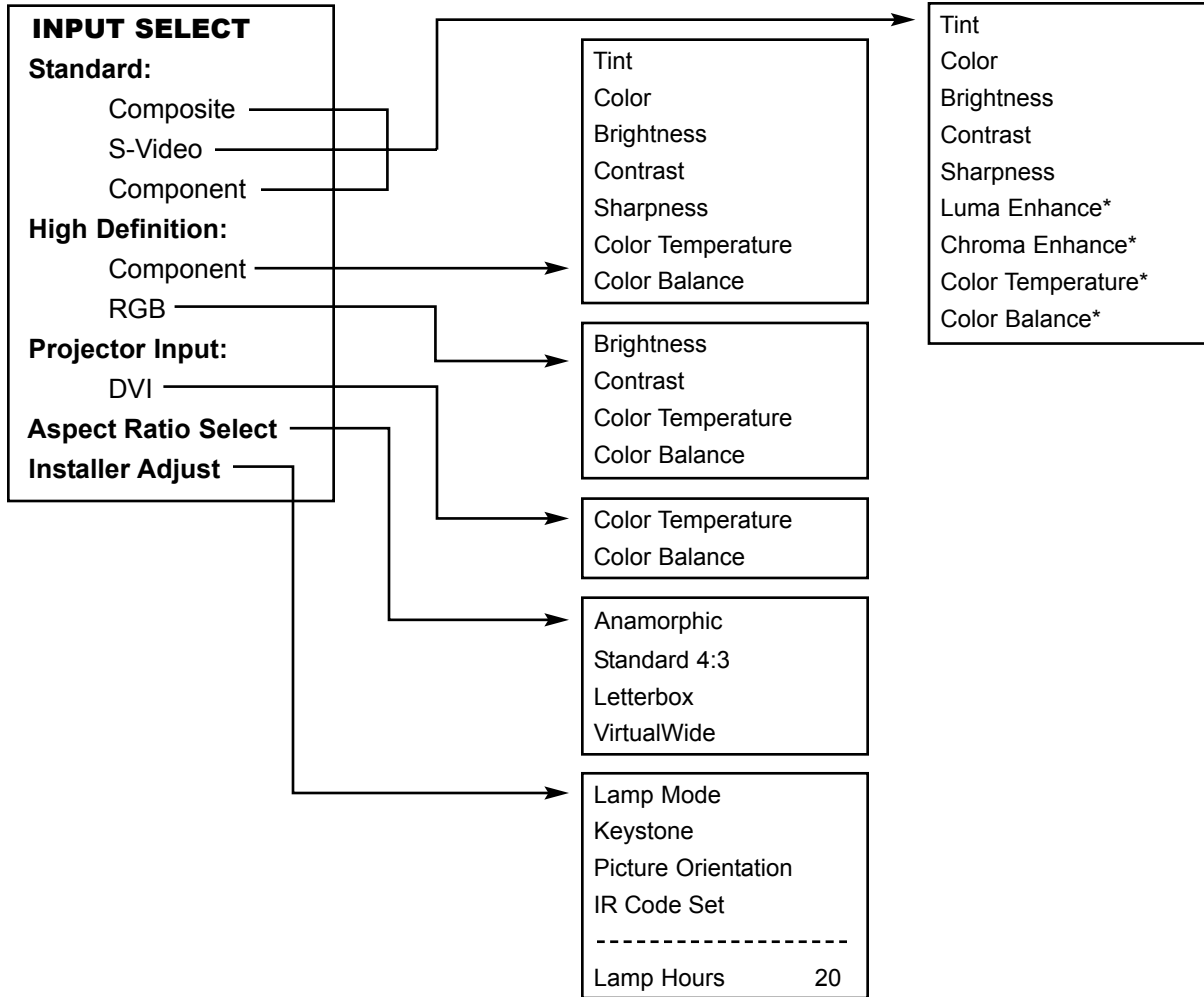 INPUT SELECT
Standard:
Composite
S-Video
Component
High Definition:
Component
RGB
Projector Input:
DVI
Aspect Ratio Select
Installer Adjust
Tint
Color
Brightness
Contrast
Sharpness
Color Temperature
Color Balance
Brightness
Contrast
Color Temperature
Color Balance
Color Temperature
Color Balance
Anamorphic
Standard 4:3
Letterbox
VirtualWide
Lamp Mode
Keystone
Picture Orientation
IR Code Set
--------------------
Lamp Hours 20
Tint
Color
Brightness
Contrast
Sharpness
Luma Enhance*
Chroma Enhance*
Color Temperature*
Color Balance*